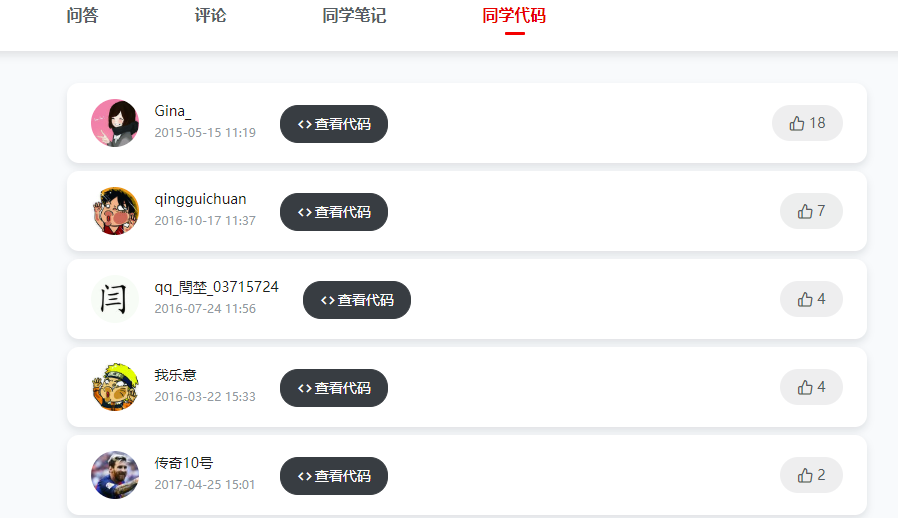 问答 评论 同学笔记 同学代码
Gina_
2015-05-15 11:19
查看代码
18
qingguichuan
2016-10-17 11:37
查看代码
7
闫
qq_閆埜_03715724
2016-07-24 11:56
查看代码
4
我乐意
2016-03-22 15:33
查看代码
4
传奇10号
2017-04-25 15:01
查看代码
2